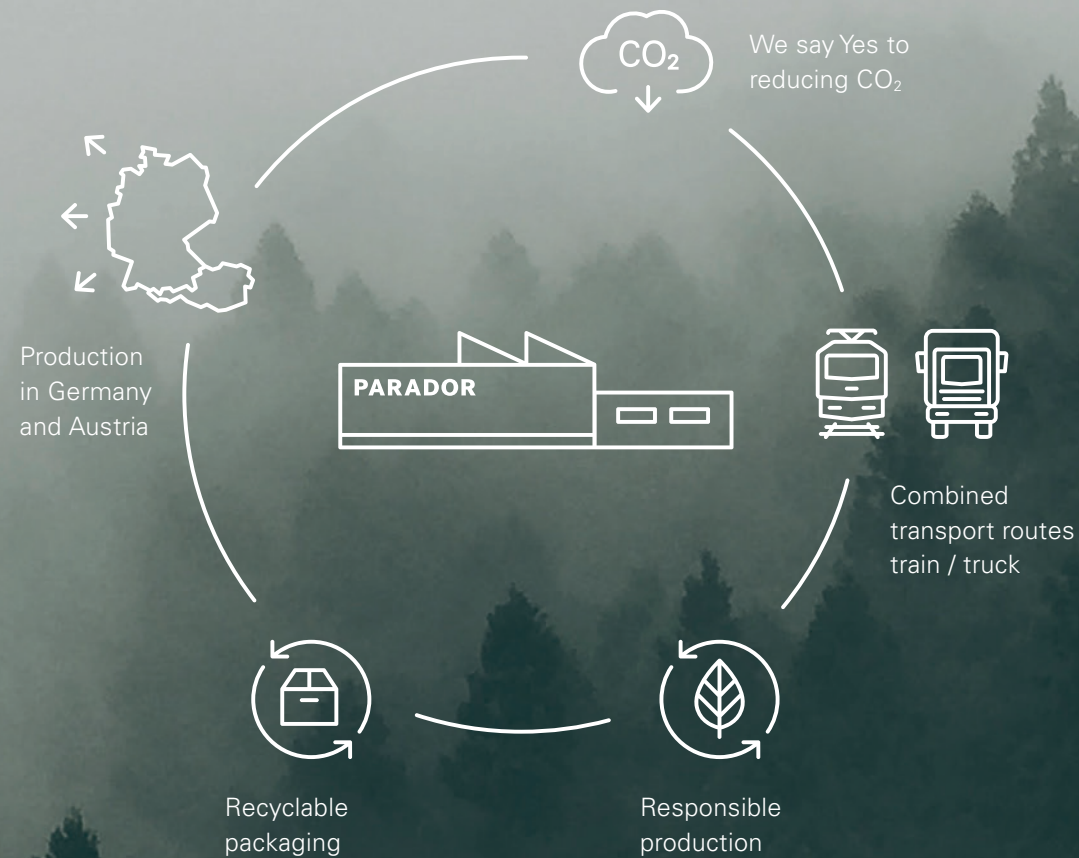 CO₂
We say Yes to
reducing CO₂
Production
in Germany
and Austria
PARADOR
Combined
transport routes
train / truck
Recyclable
packaging
Responsible
production